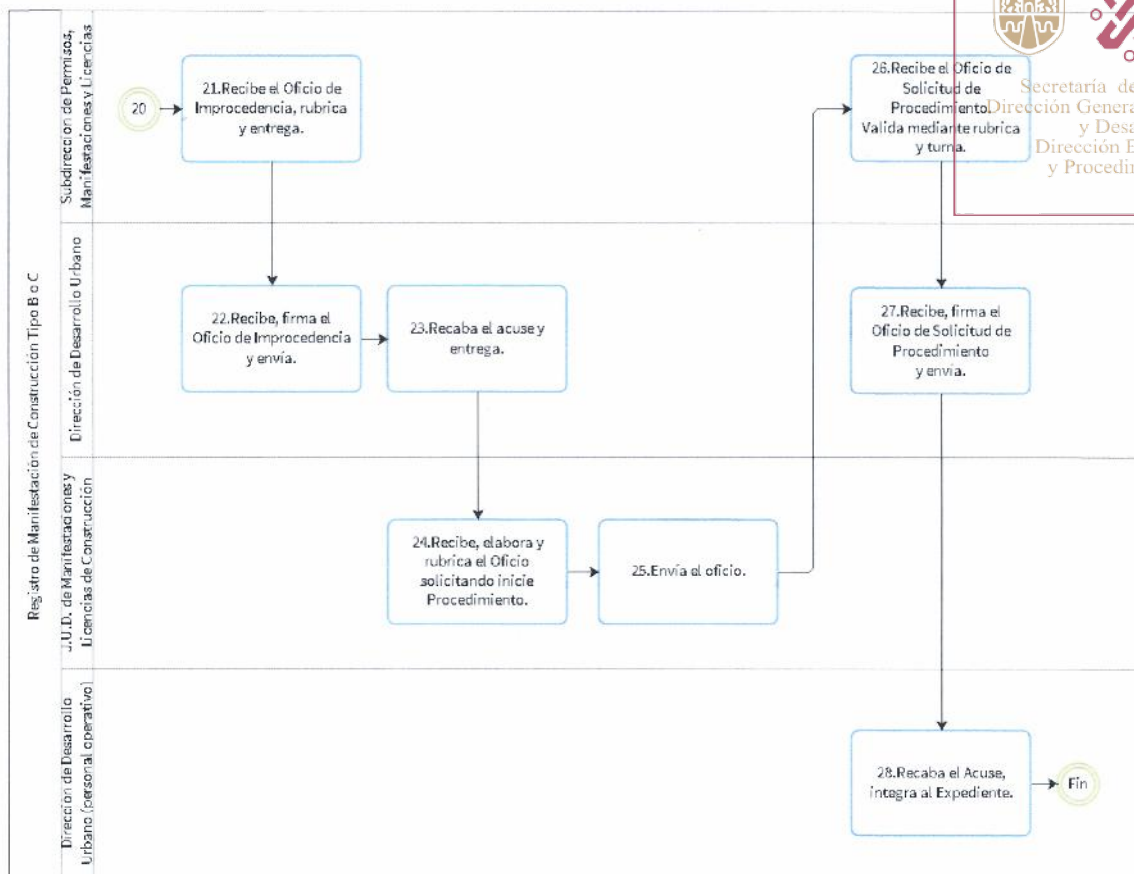 Registro de Manifestación de Construcción Tipo B o C
Subdirección de Permisos,
Manifestaciones y Licencias
20
21.Recibe el Oficio de
Improcedencia, rubrica
y entrega.
26.Recibe el Oficio de
Solicitud de
Procedimiento.
Valida mediante rubrica
y turna.
Secretaría de
Dirección General
y Desa
Dirección E
y Procedi
Dirección de Desarrollo Urbano
22.Recibe, firma el
Oficio de Improcedencia
y envía.
23.Recaba el acuse y
entrega.
27.Recibe, firma el
Oficio de Solicitud de
Procedimiento
y envía.
J.U.D. de Manifestaciones y
Licencias de Construcción
24.Recibe, elabora y
rubrica el Oficio
solicitando inicie
Procedimiento.
25.Envía el oficio.
Dirección de Desarrollo
Urbano (personal operativo)
28.Recaba el Acuse,
integra al Expediente.
Fin